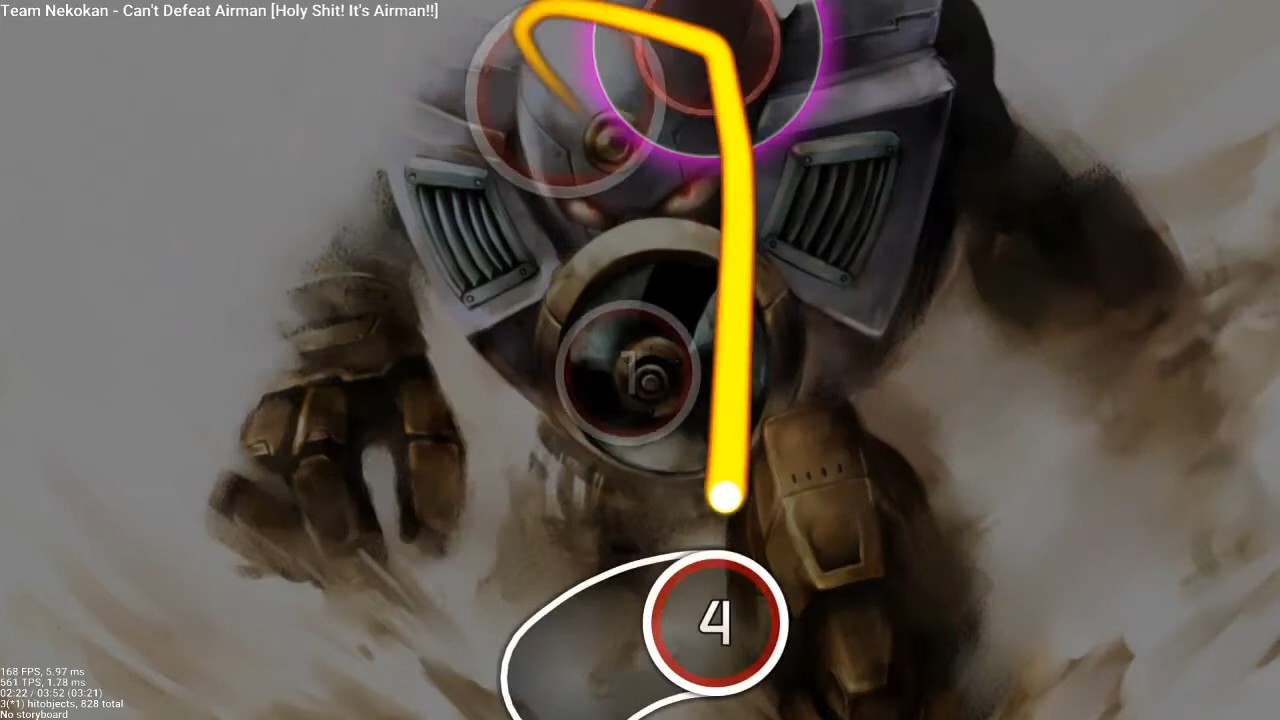 Team Nekokan - Can't Defeat Airman [Holy Shit! It's Airman!!]
1
4
168 FPS, 5.97 ms
561 TPS, 1.78 ms
02:22 / 03:52 (03:21)
3(*1) hitobjects, 828 total
No storyboard